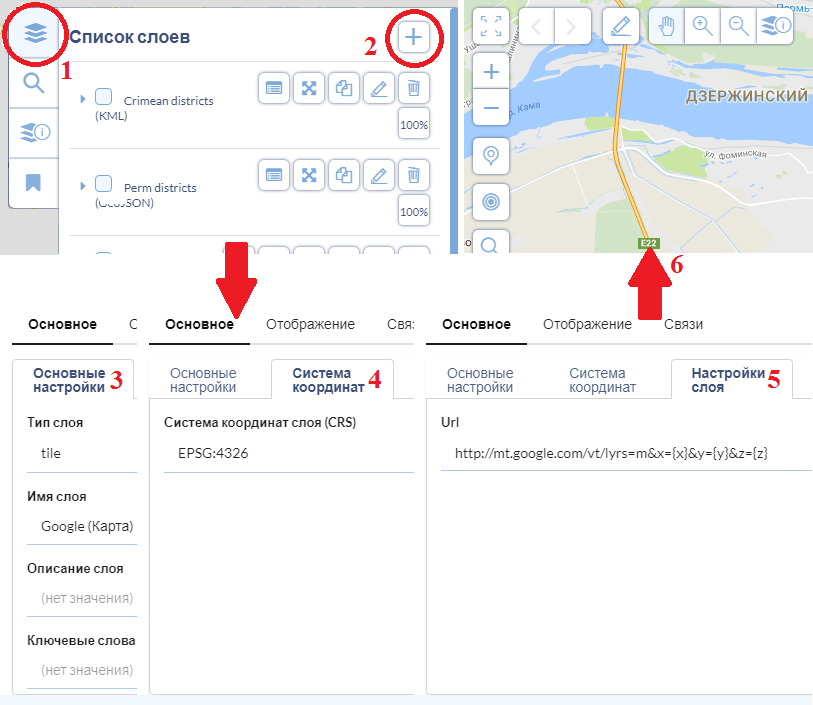 Список слоев
2
1
Crimean districts
(KML)
100%
Perm districts
100%
Пермь-
р. Кама
ДЗЕРЖИНСКИЙ
ул. Фоминская
E22
6
Основное
Основные
настройки
3
Тип слоя
tile
Имя слоя
Google (Карта)
Описание слоя
(нет значения)
Ключевые слова
(нет значения)
Основное
Отображение
Связ
Основные
настройки
Система
координат
4
Система координат слоя (CRS)
EPSG:4326
Основное
Отображение
Связи
Основные
настройки
Система
координат
Настройки
слоя
5
Url
http://mt.google.com/vt/lyrs=m&x={x}&y={y}&z={z}